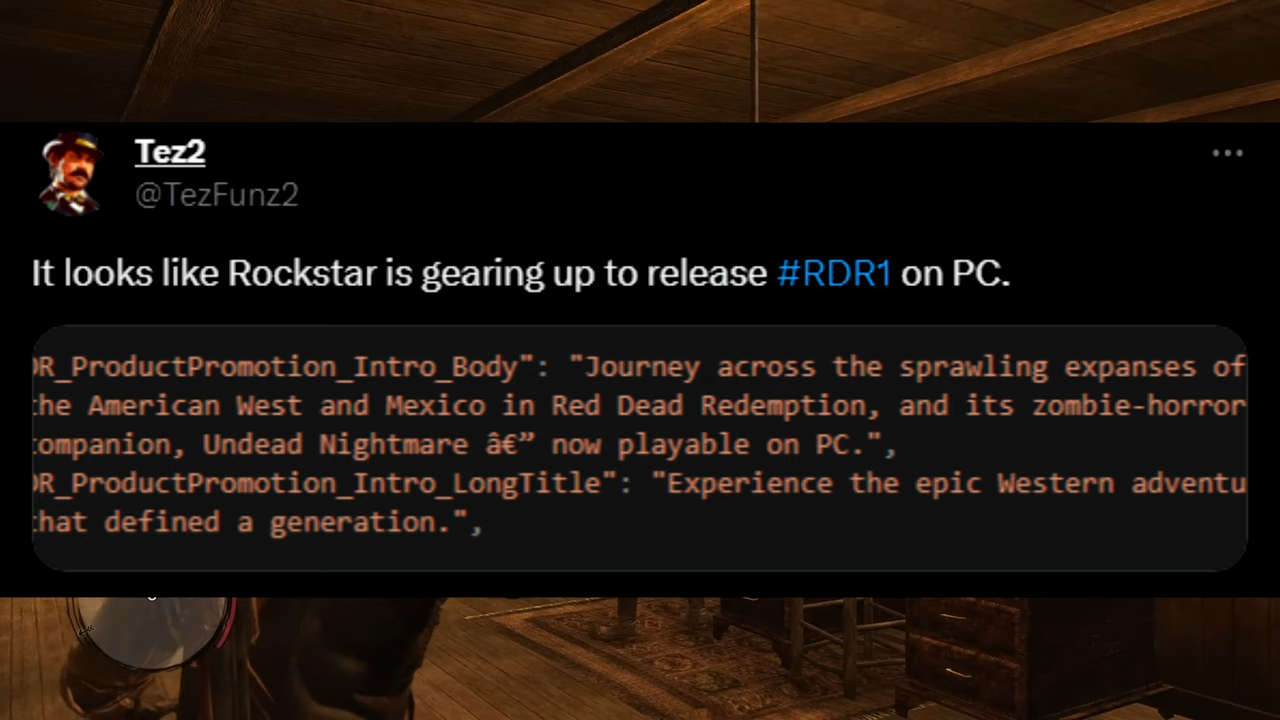 Tez2
@TezFunz2
It looks like Rockstar is gearing up to release #RDR1 on PC.
R_ProductPromotion_Intro_Body": "Journey across the sprawling expanses of
the American West and Mexico in Red Dead Redemption, and its zombie-horror
ompanion, Undead Nightmare â€” now playable on PC.",
R_ProductPromotion_Intro_LongTitle": "Experience the epic Western adventu
that defined a generation.",